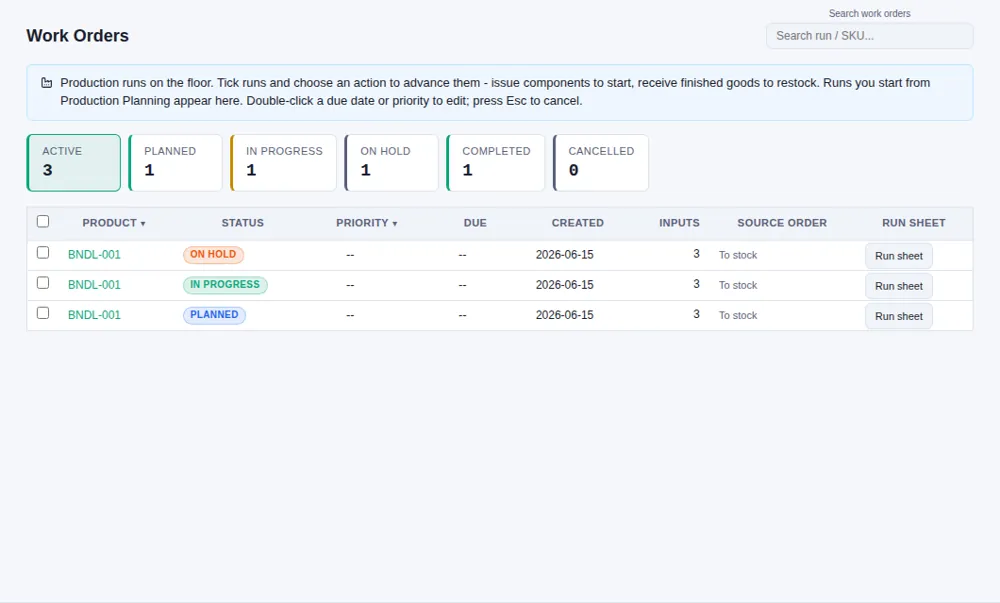 Search work orders
Work Orders
Search run / SKU...
Production runs on the floor. Tick runs and choose an action to advance them - issue components to start, receive finished goods to restock. Runs you start from
Production Planning appear here. Double-click a due date or priority to edit; press Esc to cancel.
ACTIVE PLANNED IN PROGRESS ON HOLD COMPLETED CANCELLED
3 1 1 1 1 0
PRODUCT ▾ STATUS PRIORITY ▾ DUE CREATED INPUTS SOURCE ORDER RUN SHEET
BNDL-001 ON HOLD -- -- 2026-06-15 3 To stock Run sheet
BNDL-001 IN PROGRESS -- -- 2026-06-15 3 To stock Run sheet
BNDL-001 PLANNED -- -- 2026-06-15 3 To stock Run sheet